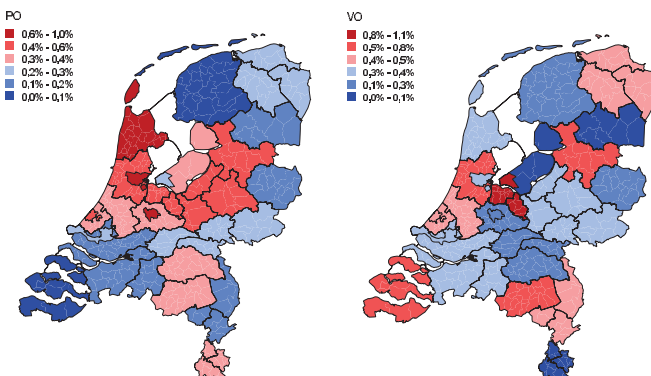 PO
0,6% - 1,0%
0,4% - 0,6%
0,3% - 0,4%
0,2% - 0,3%
0,1% - 0,2%
0,0% - 0,1%
VO
0,8% - 1,1%
0,5% - 0,8%
0,4% - 0,5%
0,3% - 0,4%
0,1% - 0,3%
0,0% - 0,1%